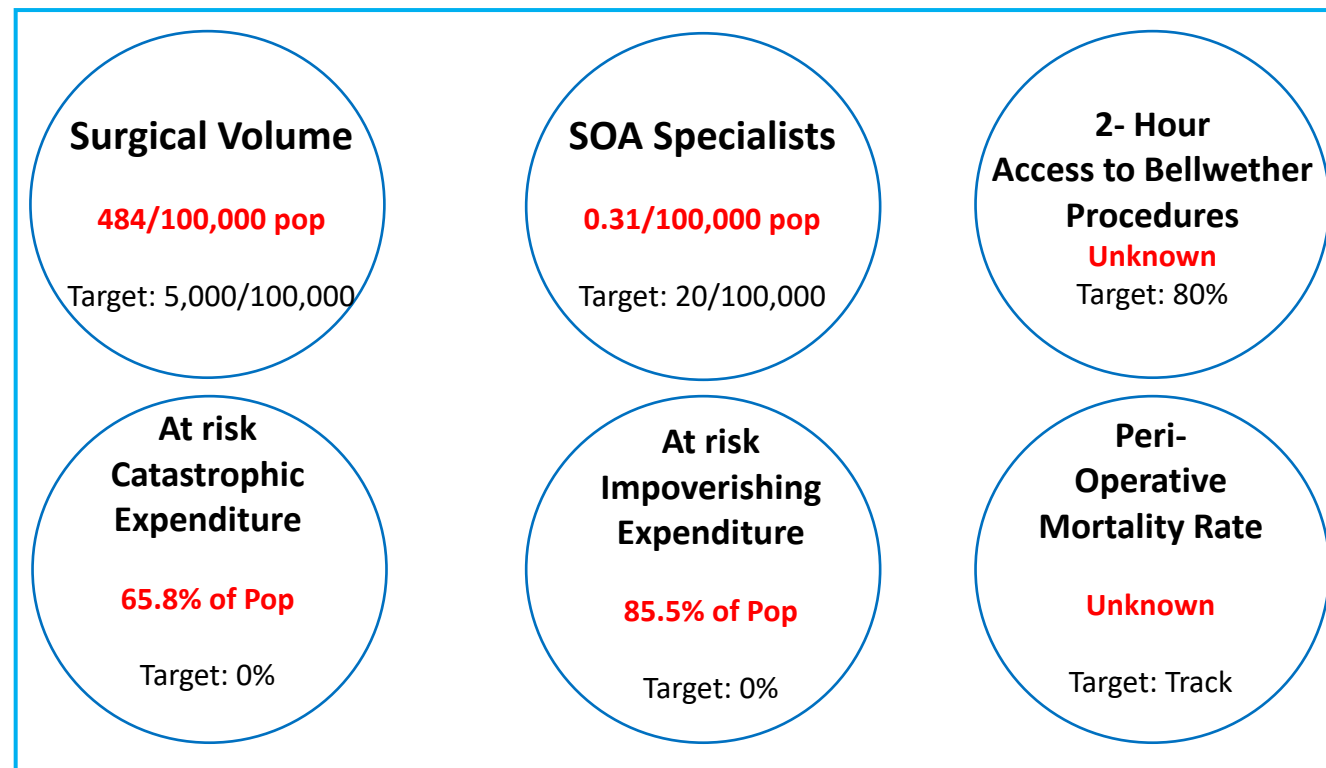 Surgical Volume
484/100,000 pop
Target: 5,000/100,000
SOA Specialists
0.31/100,000 pop
Target: 20/100,000
2- Hour
Access to Bellwether
Procedures
Unknown
Target: 80%
At risk
Catastrophic
Expenditure
65.8% of Pop
Target: 0%
At risk
Impoverishing
Expenditure
85.5% of Pop
Target: 0%
Peri-
Operative
Mortality Rate
Unknown
Target: Track